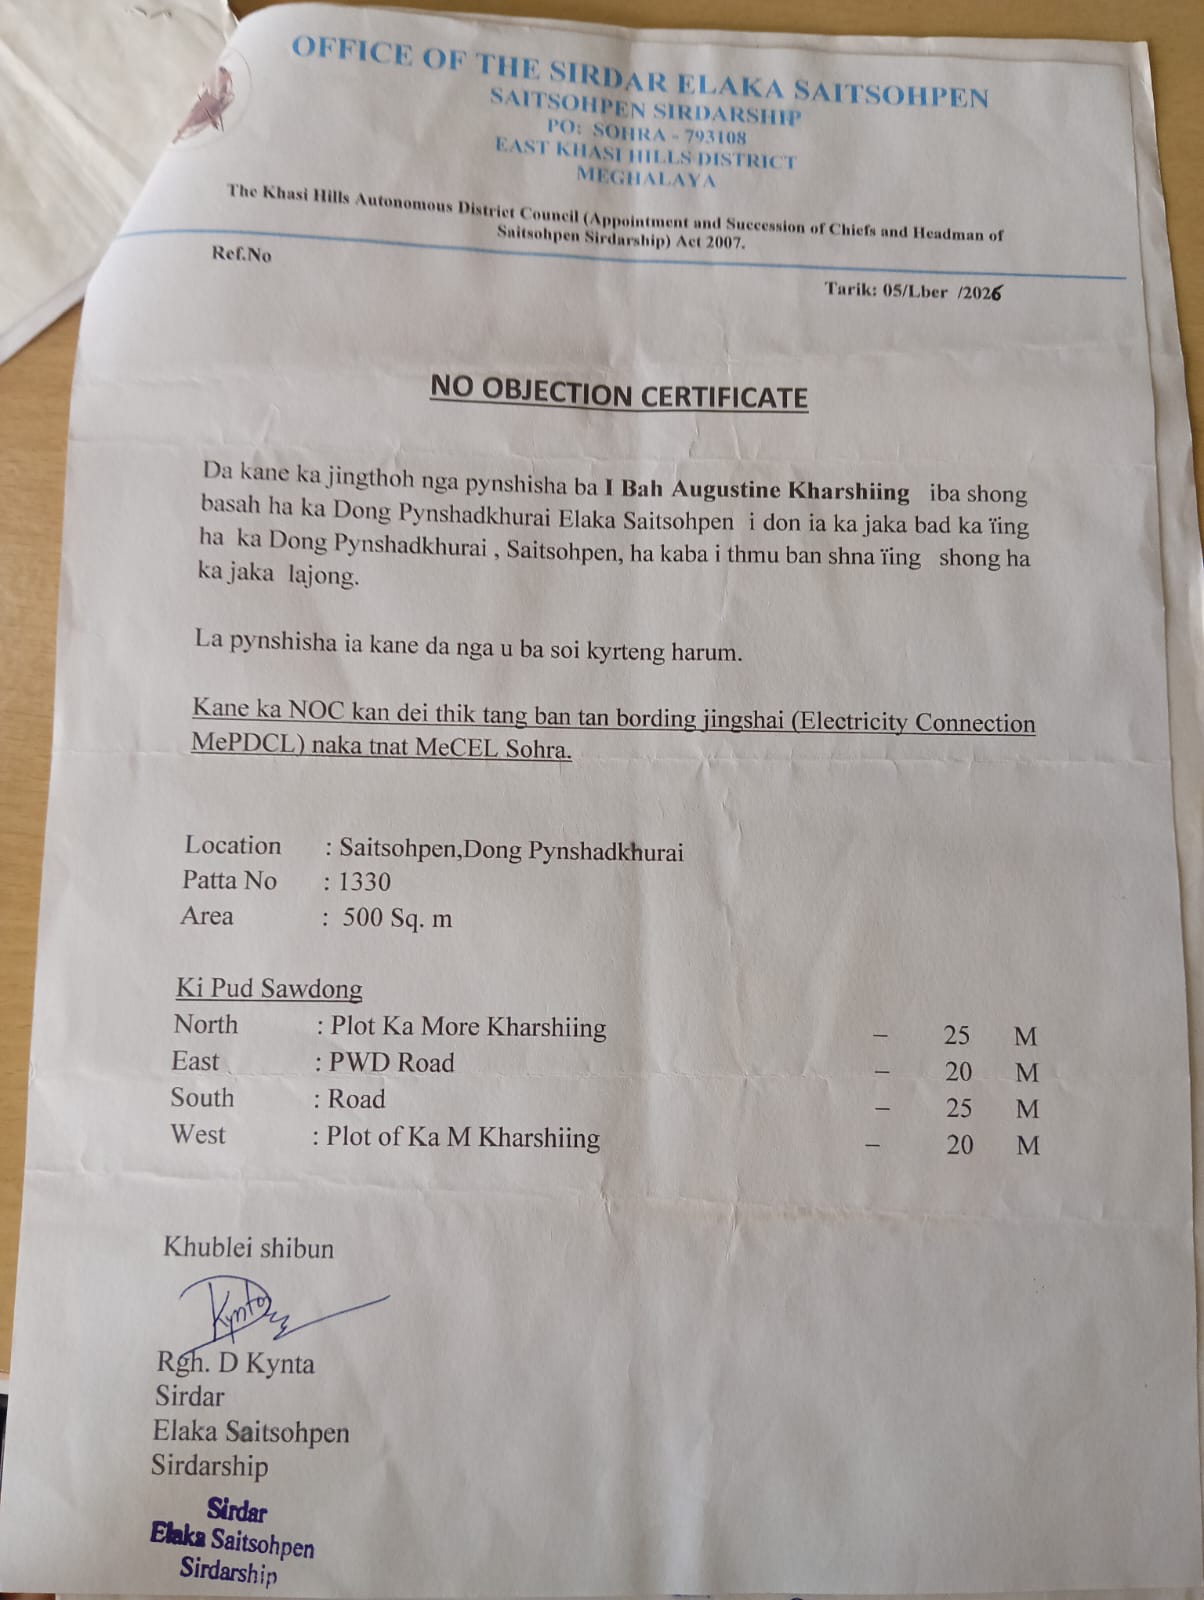 OFFICE OF THE SIRDAR ELAKA SAITSOHPEN
SAITSOHPEN SIRDARSHIP
PO: SOHRA - 793108
EAST KHASI HILLS DISTRICT
MEGHALAYA
The Khasi Hills Autonomous District Council (Appointment and Succession of Chiefs and Headman of
Saitsohpen Sirdarship) Act 2007.
Ref.No
Tarik: 05/Lber /2026
NO OBJECTION CERTIFICATE
Da kane ka jingthoh nga pynshisha ba I Bah Augustine Kharshiing iba shong
basah ha ka Dong Pynshadkhurai Elaka Saitsohpen i don ia ka jaka bad ka ïing
ha ka Dong Pynshadkhurai , Saitsohpen, ha kaba i thmu ban shna ïing shong ha
ka jaka lajong.
La pynshisha ia kane da nga u ba soi kyrteng harum.
Kane ka NOC kan dei thik tang ban tan bording jingshai (Electricity Connection
MePDCL) naka tnat MeCEL Sohra.
Location : Saitsohpen,Dong Pynshadkhurai
Patta No : 1330
Area : 500 Sq. m
Ki Pud Sawdong
North : Plot Ka More Kharshiing – 25 M
East : PWD Road – 20 M
South : Road – 25 M
West : Plot of Ka M Kharshiing – 20 M
Khublei shibun
Kynta
Rgh. D Kynta
Sirdar
Elaka Saitsohpen
Sirdarship
Sirdar
Elaka Saitsohpen
Sirdarship